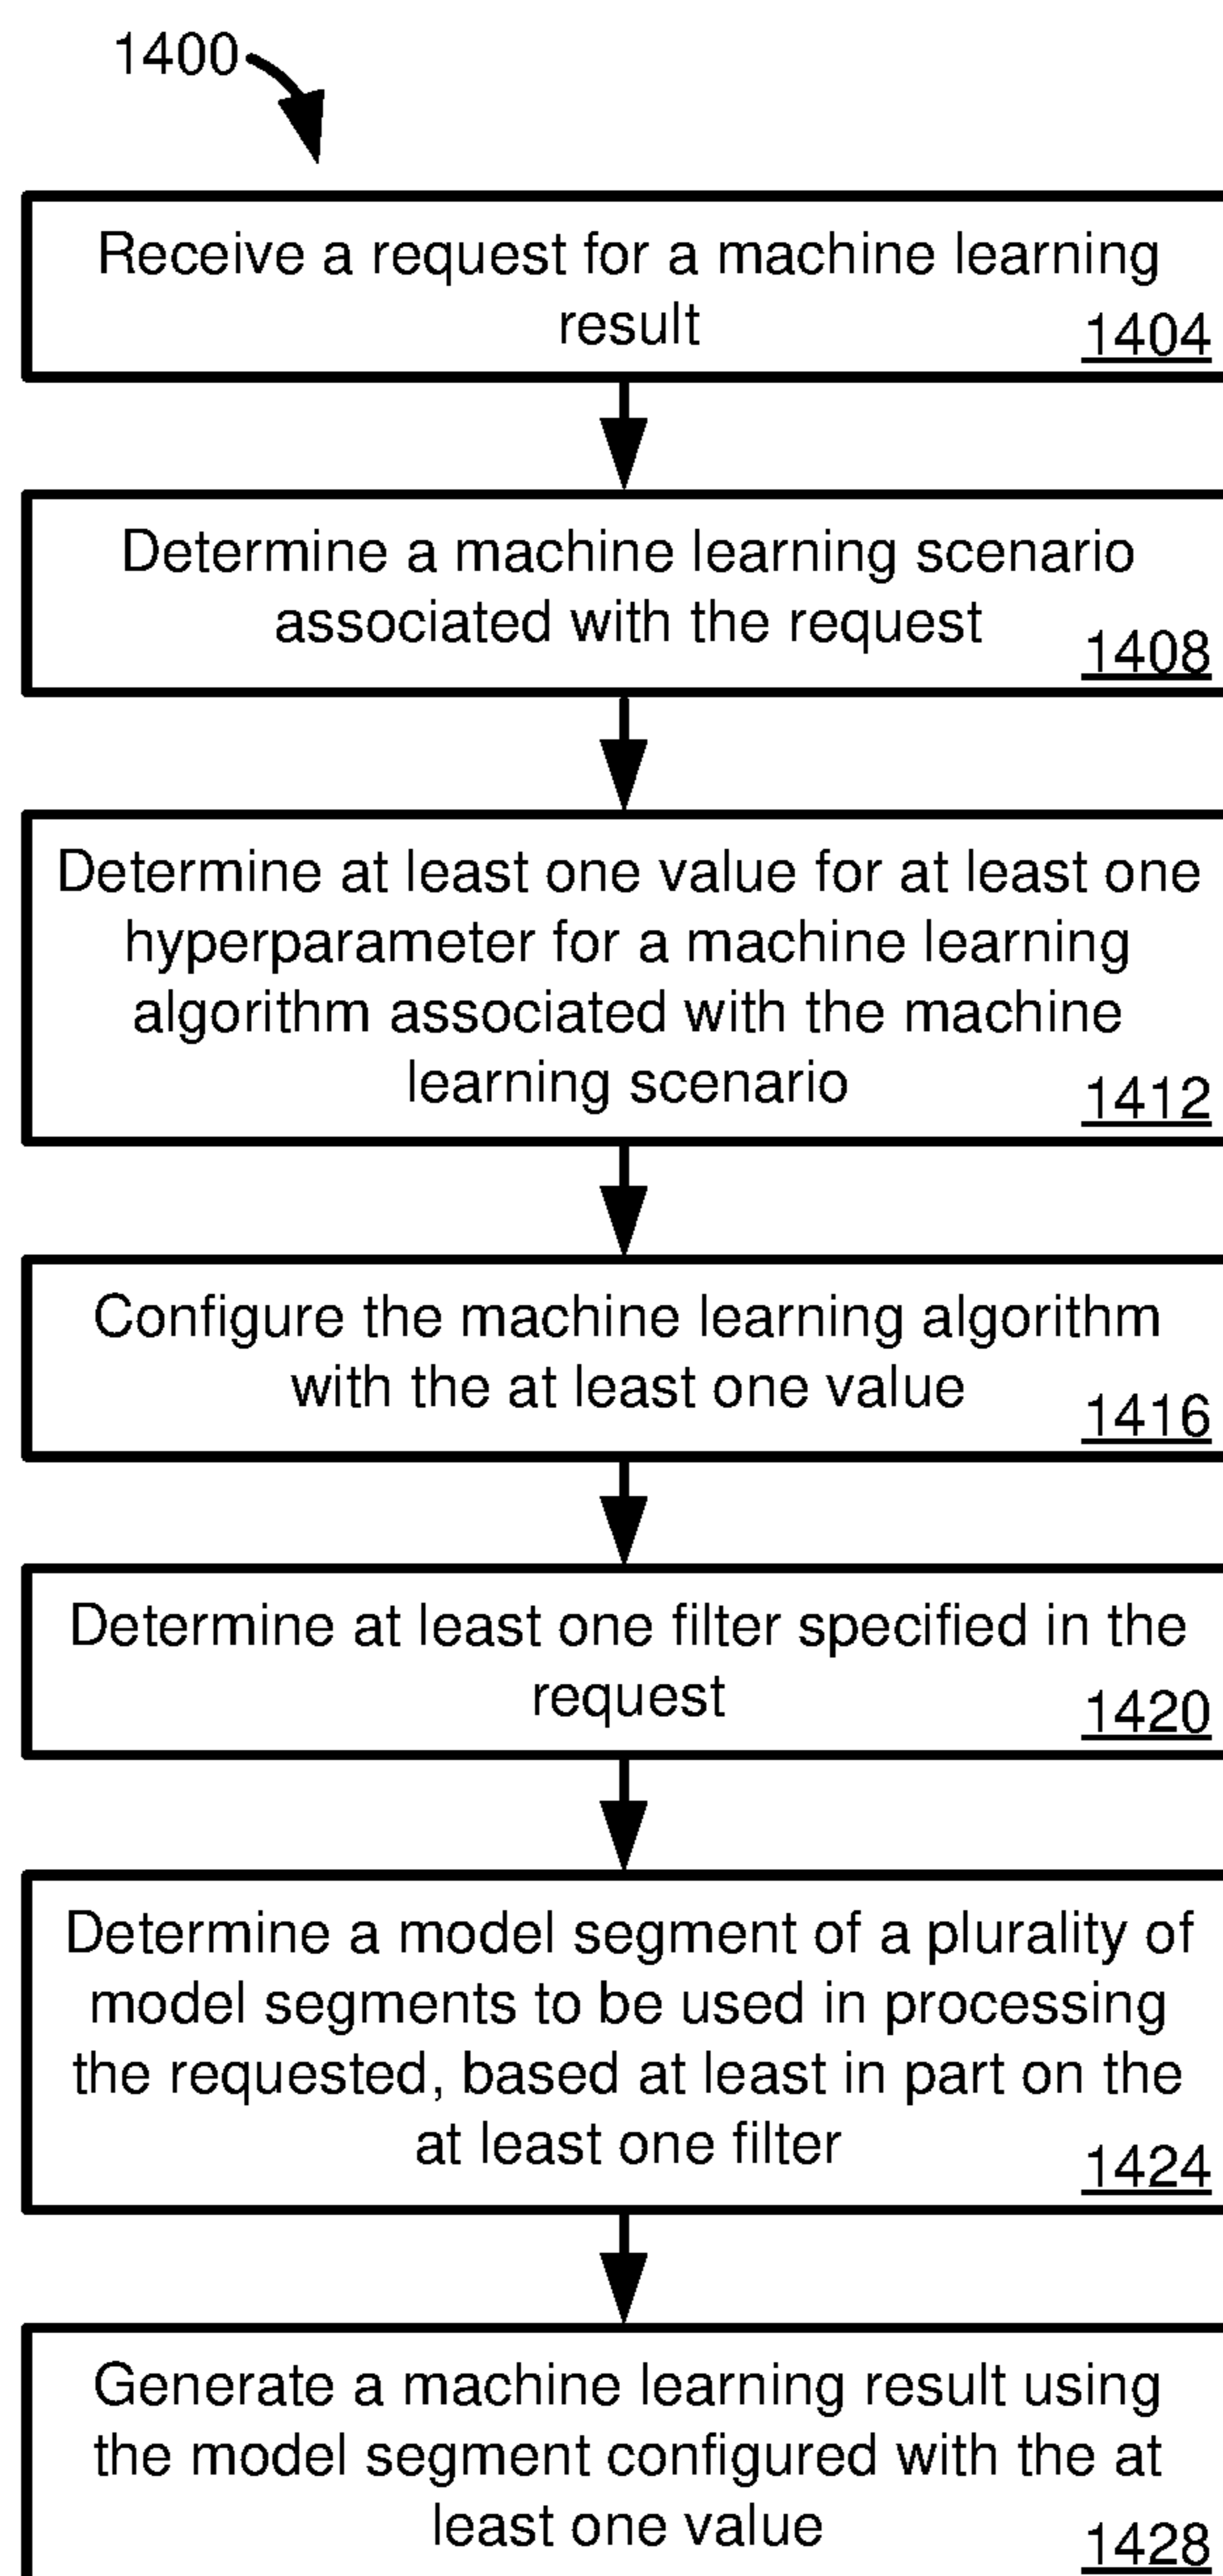 1400
Receive a request for a machine learning
result
1404
Determine a machine learning scenario
associated with the request
1408
Determine at least one value for at least one
hyperparameter for a machine learning
algorithm associated with the machine
learning scenario
1412
Configure the machine learning algorithm
with the at least one value
1416
Determine at least one filter specified in the
request
1420
Determine a model segment of a plurality of
model segments to be used in processing
the requested, based at least in part on the
at least one filter
1424
Generate a machine learning result using
the model segment configured with the at
least one value
1428